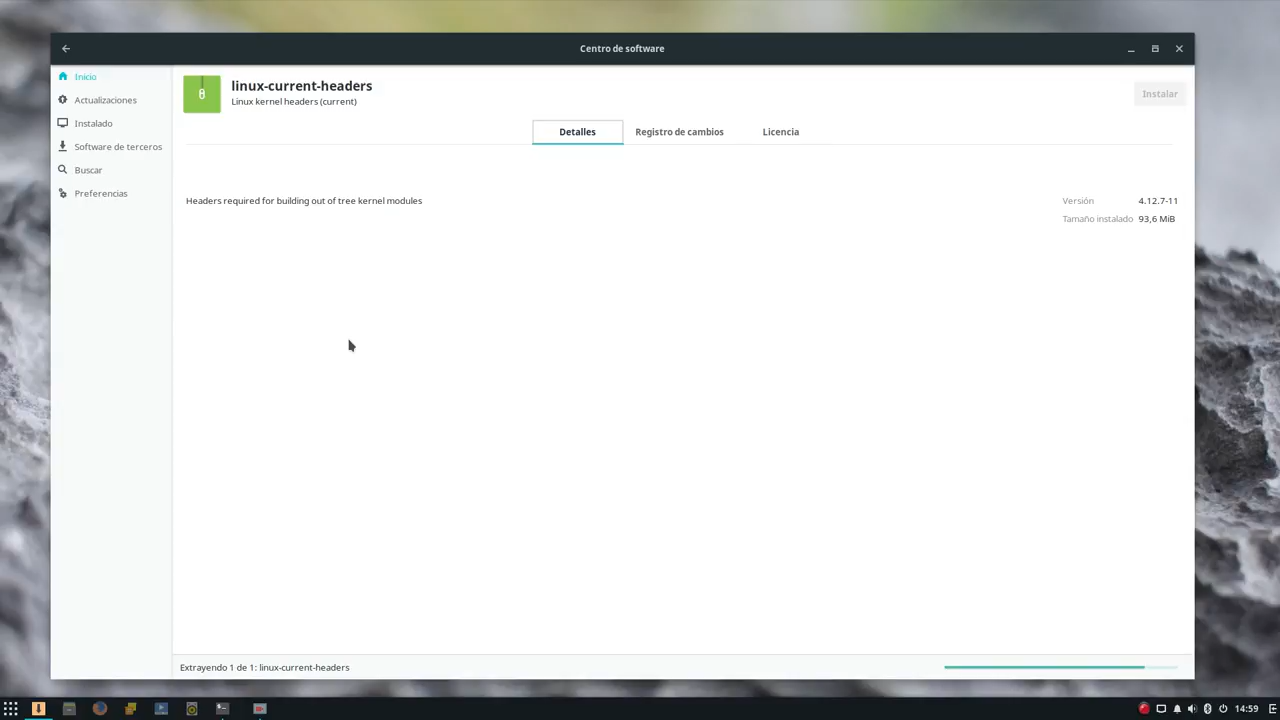 Centro de software
Inicio
Actualizaciones
Instalado
Software de terceros
Buscar
Preferencias
linux-current-headers
Linux kernel headers (current)
Instalar
Detalles
Registro de cambios
Licencia
Headers required for building out of tree kernel modules
Versión 4.12.7-11
Tamaño instalado 93,6 MiB
Extrayendo 1 de 1: linux-current-headers
14:59